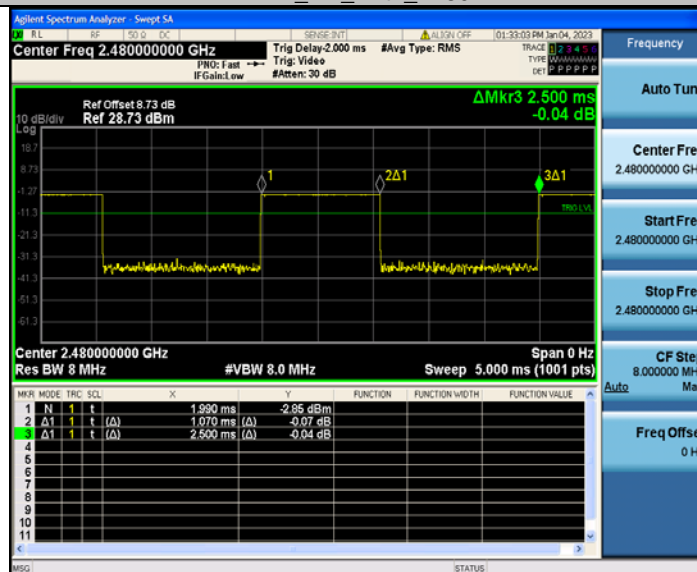 Agilent Spectrum Analyzer - Swept SA
RL RF 50 Ω DC SENSE:INT ALIGN OFF 01:33:03 PM Jan 04, 2023
Center Freq 2.480000000 GHz
PNO: Fast
IFGain:Low
Trig Delay-2.000 ms
Trig: Video
#Atten: 30 dB
#Avg Type: RMS
TRACE 1 2 3 4 5 6
TYPE WWWWWW
DET P P P P P P
Frequency
Auto Tun
Center Fre
2.480000000 GH
Start Fre
2.480000000 GH
Stop Fre
2.480000000 GH
CF Ste
8.000000 MH
Auto Ma
Freq Offse
0 H
ΔMkr3 2.500 ms
-0.04 dB
Ref Offset 8.73 dB
10 dB/div Ref 28.73 dBm
Log
18.7
8.73
-1.27
-11.3
-21.3
-31.3
-41.3
-51.3
-61.3
1
2Δ1
3Δ1
TRIG LVL
Center 2.480000000 GHz Span 0 Hz
Res BW 8 MHz #VBW 8.0 MHz Sweep 5.000 ms (1001 pts)
MKR MODE TRC SCL X Y FUNCTION FUNCTION WIDTH FUNCTION VALUE
1 N 1 t 1.990 ms -2.85 dBm
2 Δ1 1 t (Δ) 1.070 ms (Δ) -0.07 dB
3 Δ1 1 t (Δ) 2.500 ms (Δ) -0.04 dB
4
5
6
7
8
9
10
11
MSG STATUS